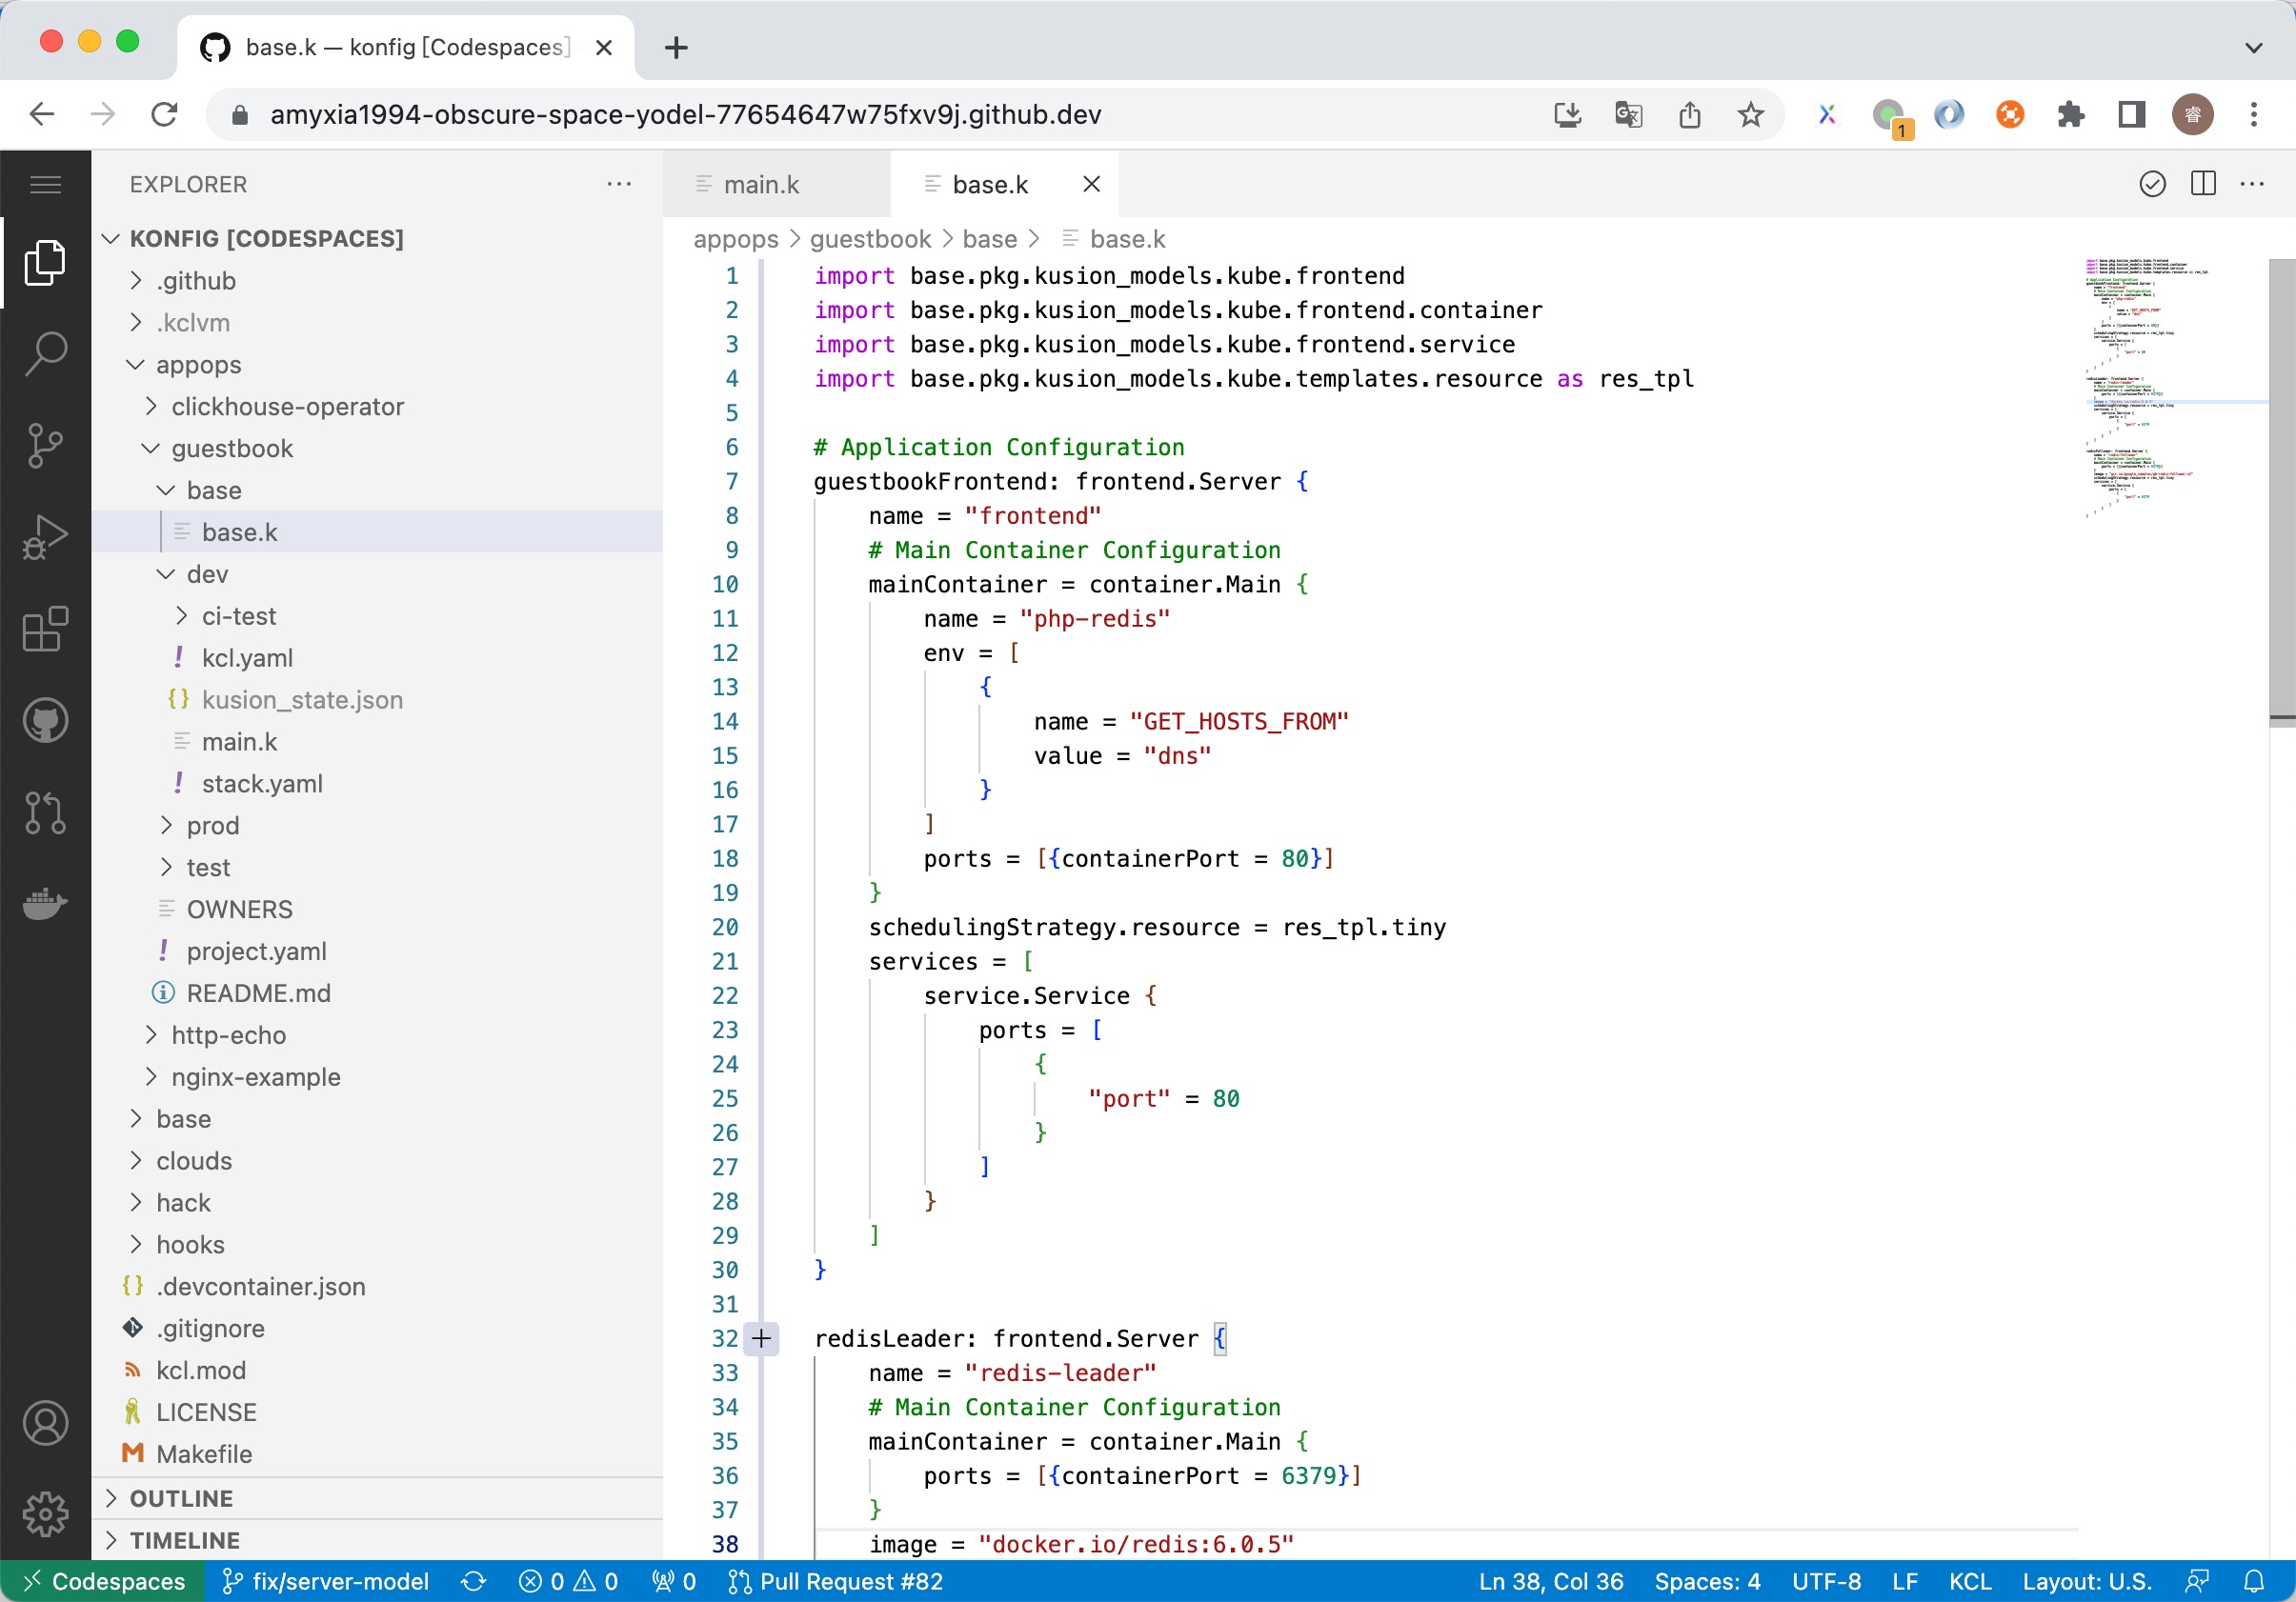 base.k — konfig [Codespaces]
amyxia1994-obscure-space-yodel-77654647w75fxv9j.github.dev
1
睿
EXPLORER
KONFIG [CODESPACES]
.github
.kclvm
appops
clickhouse-operator
guestbook
base
base.k
dev
ci-test
! kcl.yaml
{} kusion_state.json
main.k
! stack.yaml
prod
test
OWNERS
! project.yaml
README.md
http-echo
nginx-example
base
clouds
hack
hooks
{} .devcontainer.json
.gitignore
kcl.mod
LICENSE
M Makefile
OUTLINE
TIMELINE
main.k
base.k
appops > guestbook > base > base.k
1 import base.pkg.kusion_models.kube.frontend
2 import base.pkg.kusion_models.kube.frontend.container
3 import base.pkg.kusion_models.kube.frontend.service
4 import base.pkg.kusion_models.kube.templates.resource as res_tpl
5
6 # Application Configuration
7 guestbookFrontend: frontend.Server {
8 name = "frontend"
9 # Main Container Configuration
10 mainContainer = container.Main {
11 name = "php-redis"
12 env = [
13 {
14 name = "GET_HOSTS_FROM"
15 value = "dns"
16 }
17 ]
18 ports = [{containerPort = 80}]
19 }
20 schedulingStrategy.resource = res_tpl.tiny
21 services = [
22 service.Service {
23 ports = [
24 {
25 "port" = 80
26 }
27 ]
28 }
29 ]
30 }
31
32 redisLeader: frontend.Server {
33 name = "redis-leader"
34 # Main Container Configuration
35 mainContainer = container.Main {
36 ports = [{containerPort = 6379}]
37 }
38 image = "docker.io/redis:6.0.5"
Codespaces fix/server-model 0 0 0 Pull Request #82 Ln 38, Col 36 Spaces: 4 UTF-8 LF KCL Layout: U.S.